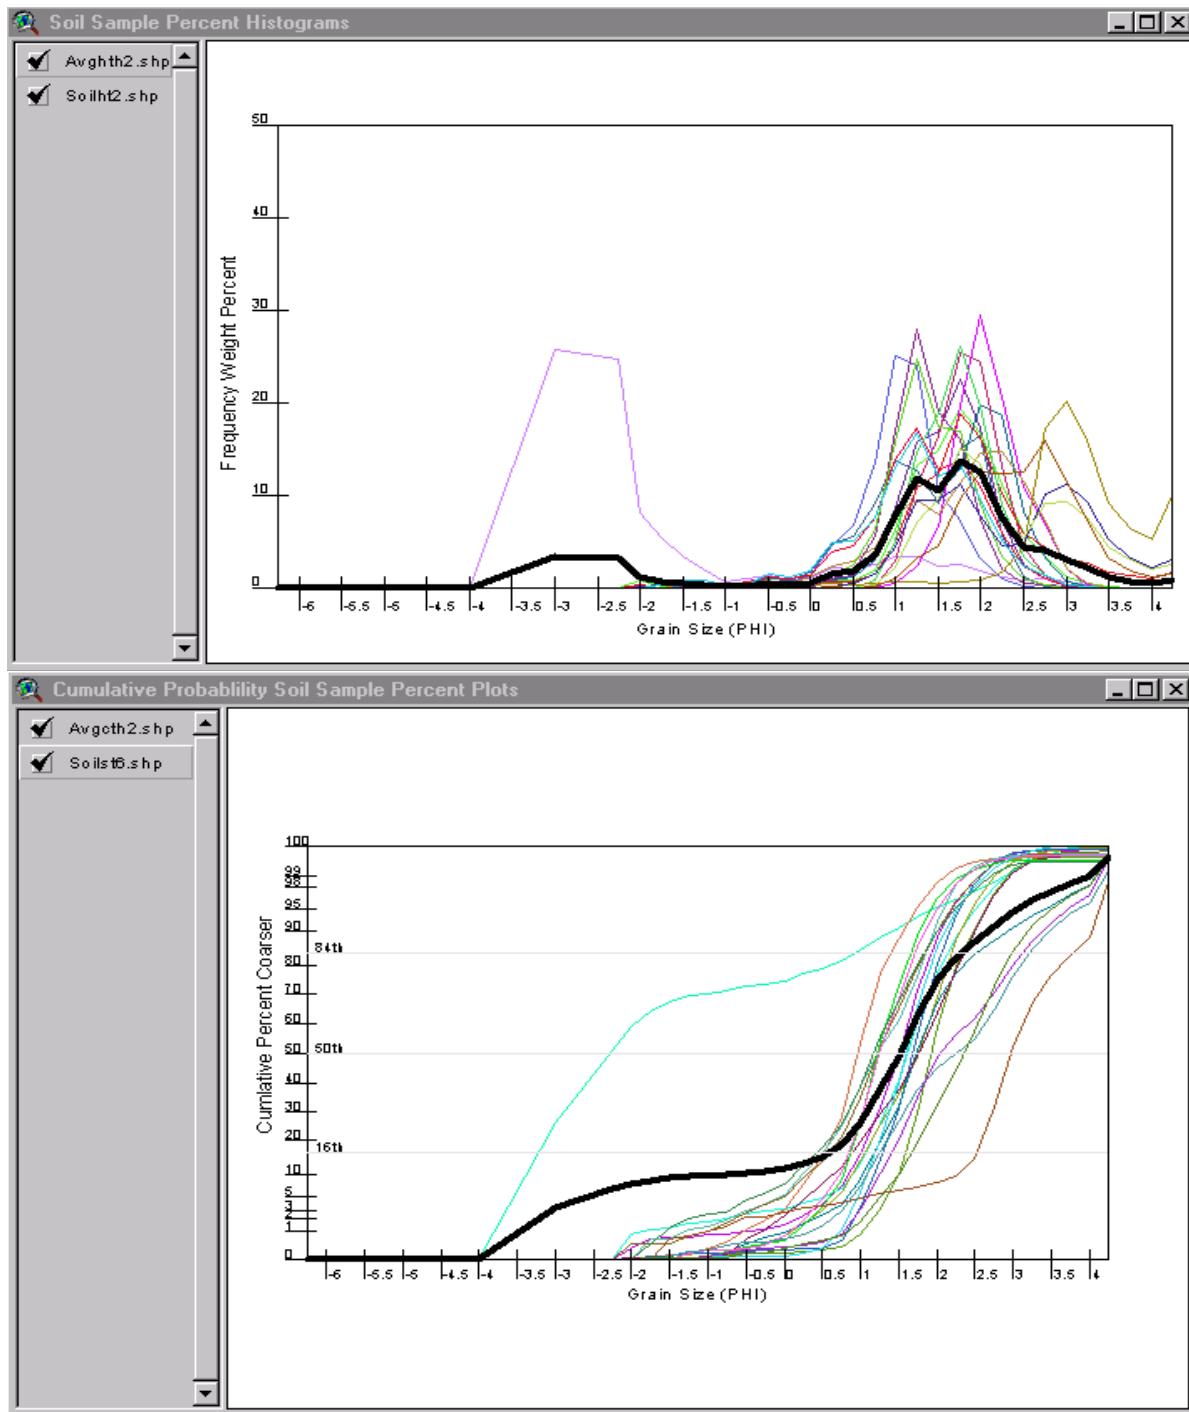 Soil Sample Percent Histograms
Avghth2.shp
Soilht2.shp
50
40
30
20
10
0
Frequency Weight Percent
-6 -5.5 -5 -4.5 -4 -3.5 -3 -2.5 -2 -1.5 -1 -0.5 0 0.5 1 1.5 2 2.5 3 3.5 4
Grain Size (PHI)
Cumulative Probablility Soil Sample Percent Plots
Avgcth2.shp
Soilst6.shp
100
99
98
95
90
84th
80
70
60
50 50th
40
30
20
16th
10
5
3
2
1
0
Cumlative Percent Coarser
-6 -5.5 -5 -4.5 -4 -3.5 -3 -2.5 -2 -1.5 -1 -0.5 0 0.5 1 1.5 2 2.5 3 3.5 4
Grain Size (PHI)